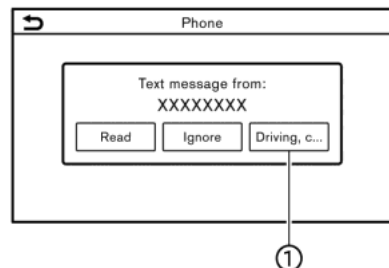 Phone
Text message from:
XXXXXXXX
Read Ignore Driving, c...
①